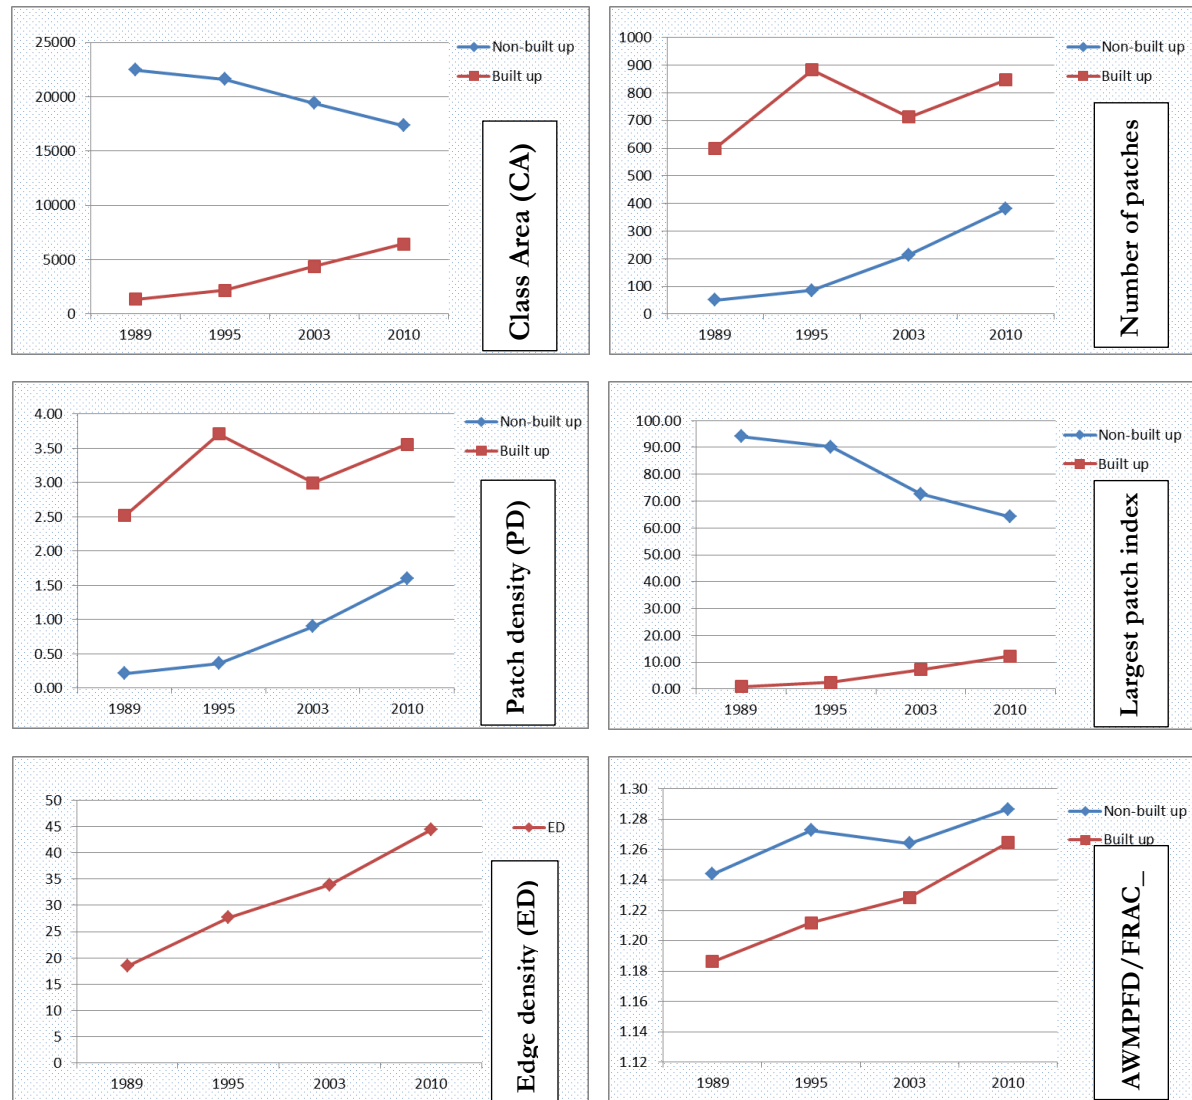 25000
20000
15000
10000
5000
0
1989 1995 2003 2010
Non-built up
Built up
Class Area (CA)
1000
900
800
700
600
500
400
300
200
100
0
1989 1995 2003 2010
Non-built up
Built up
Number of patches
4.00
3.50
3.00
2.50
2.00
1.50
1.00
0.50
0.00
1989 1995 2003 2010
Non-built up
Built up
Patch density (PD)
100.00
90.00
80.00
70.00
60.00
50.00
40.00
30.00
20.00
10.00
0.00
1989 1995 2003 2010
Non-built up
Built up
Largest patch index
50
45
40
35
30
25
20
15
10
5
0
1989 1995 2003 2010
ED
Edge density (ED)
1.30
1.28
1.26
1.24
1.22
1.20
1.18
1.16
1.14
1.12
1989 1995 2003 2010
Non-built up
Built up
AWMPFD/FRAC_